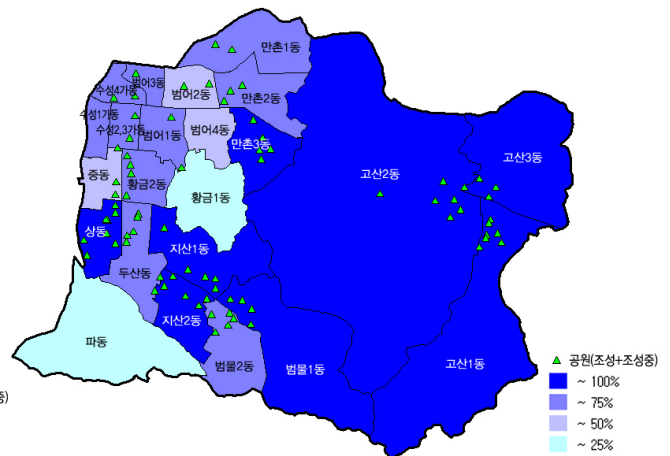 만촌1동
범어3동
수성4가동
범어2동
만촌2동
수성1가동
수성2,3가동
범어1동
범어4동
만촌3동
고산3동
고산2동
중동
황금2동
황금1동
상동
지산1동
두산동
지산2동
파동
범물2동
범물1동
고산1동
공원(조성+조성중)
~ 100%
~ 75%
~ 50%
~ 25%
중)